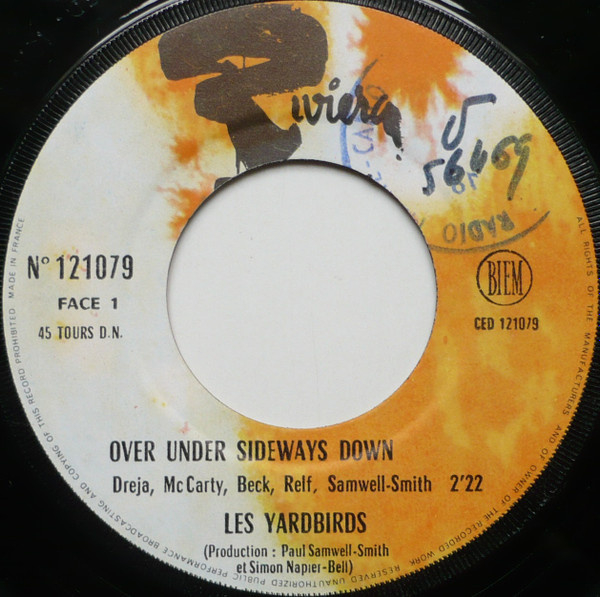 Riviera
U
56469
RADIO
N° 121079
FACE 1
45 TOURS D.N.
BIEM
CED 121079
OVER UNDER SIDEWAYS DOWN
Dreja, Mc Carty, Beck, Relf, Samwell-Smith 2'22
LES YARDBIRDS
(Production : Paul Samwell-Smith
et Simon Napier-Bell)
ALL RIGHTS OF THE MANUFACTURERS AND OWNER OF THE RECORDED WORK RESERVED UNAUTHORIZED PUBLIC PERFORMANCE BROADCASTING AND COPYING OF THIS RECORD PROHIBITED MADE IN FRANCE